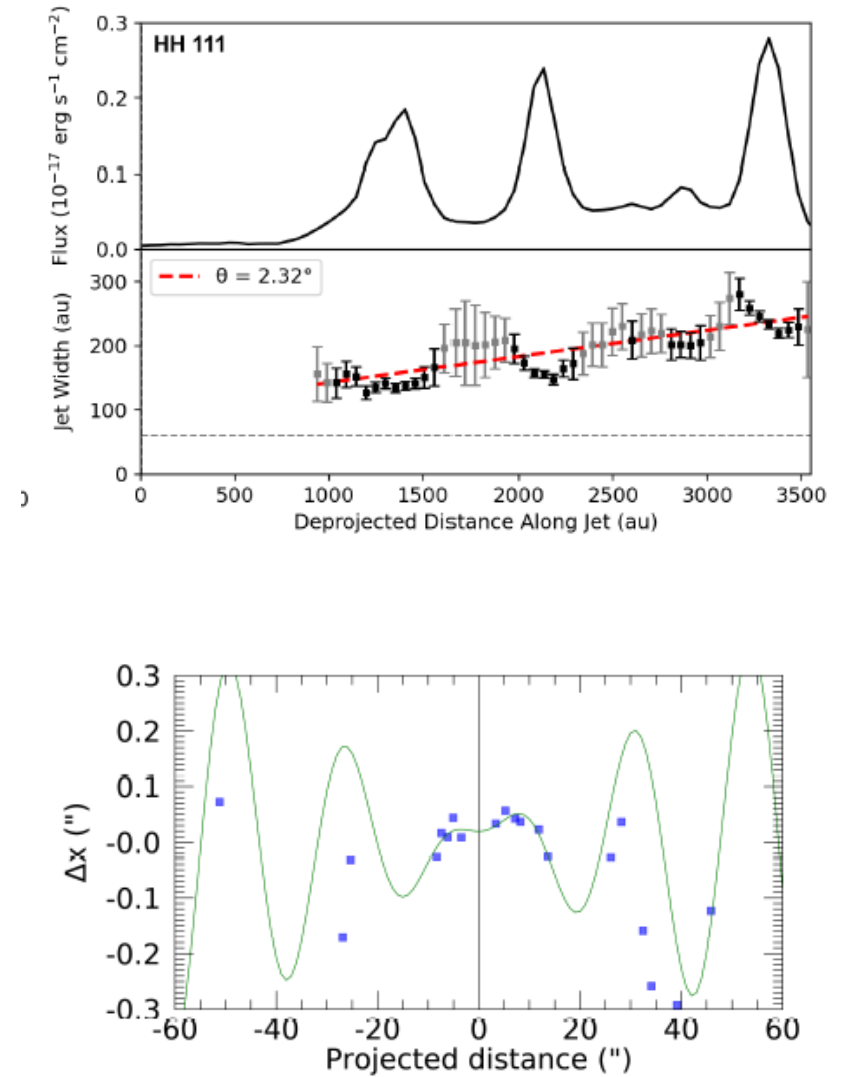 HH 111
Flux (10⁻¹⁷ erg s⁻¹ cm⁻²)
0.3
0.2
0.1
0.0
θ = 2.32°
Jet Width (au)
300
200
100
0
0 500 1000 1500 2000 2500 3000 3500
Deprojected Distance Along Jet (au)
0.3
0.2
0.1
-0.0
-0.1
-0.2
-0.3
Δx (")
-60 -40 -20 0 20 40 60
Projected distance (")